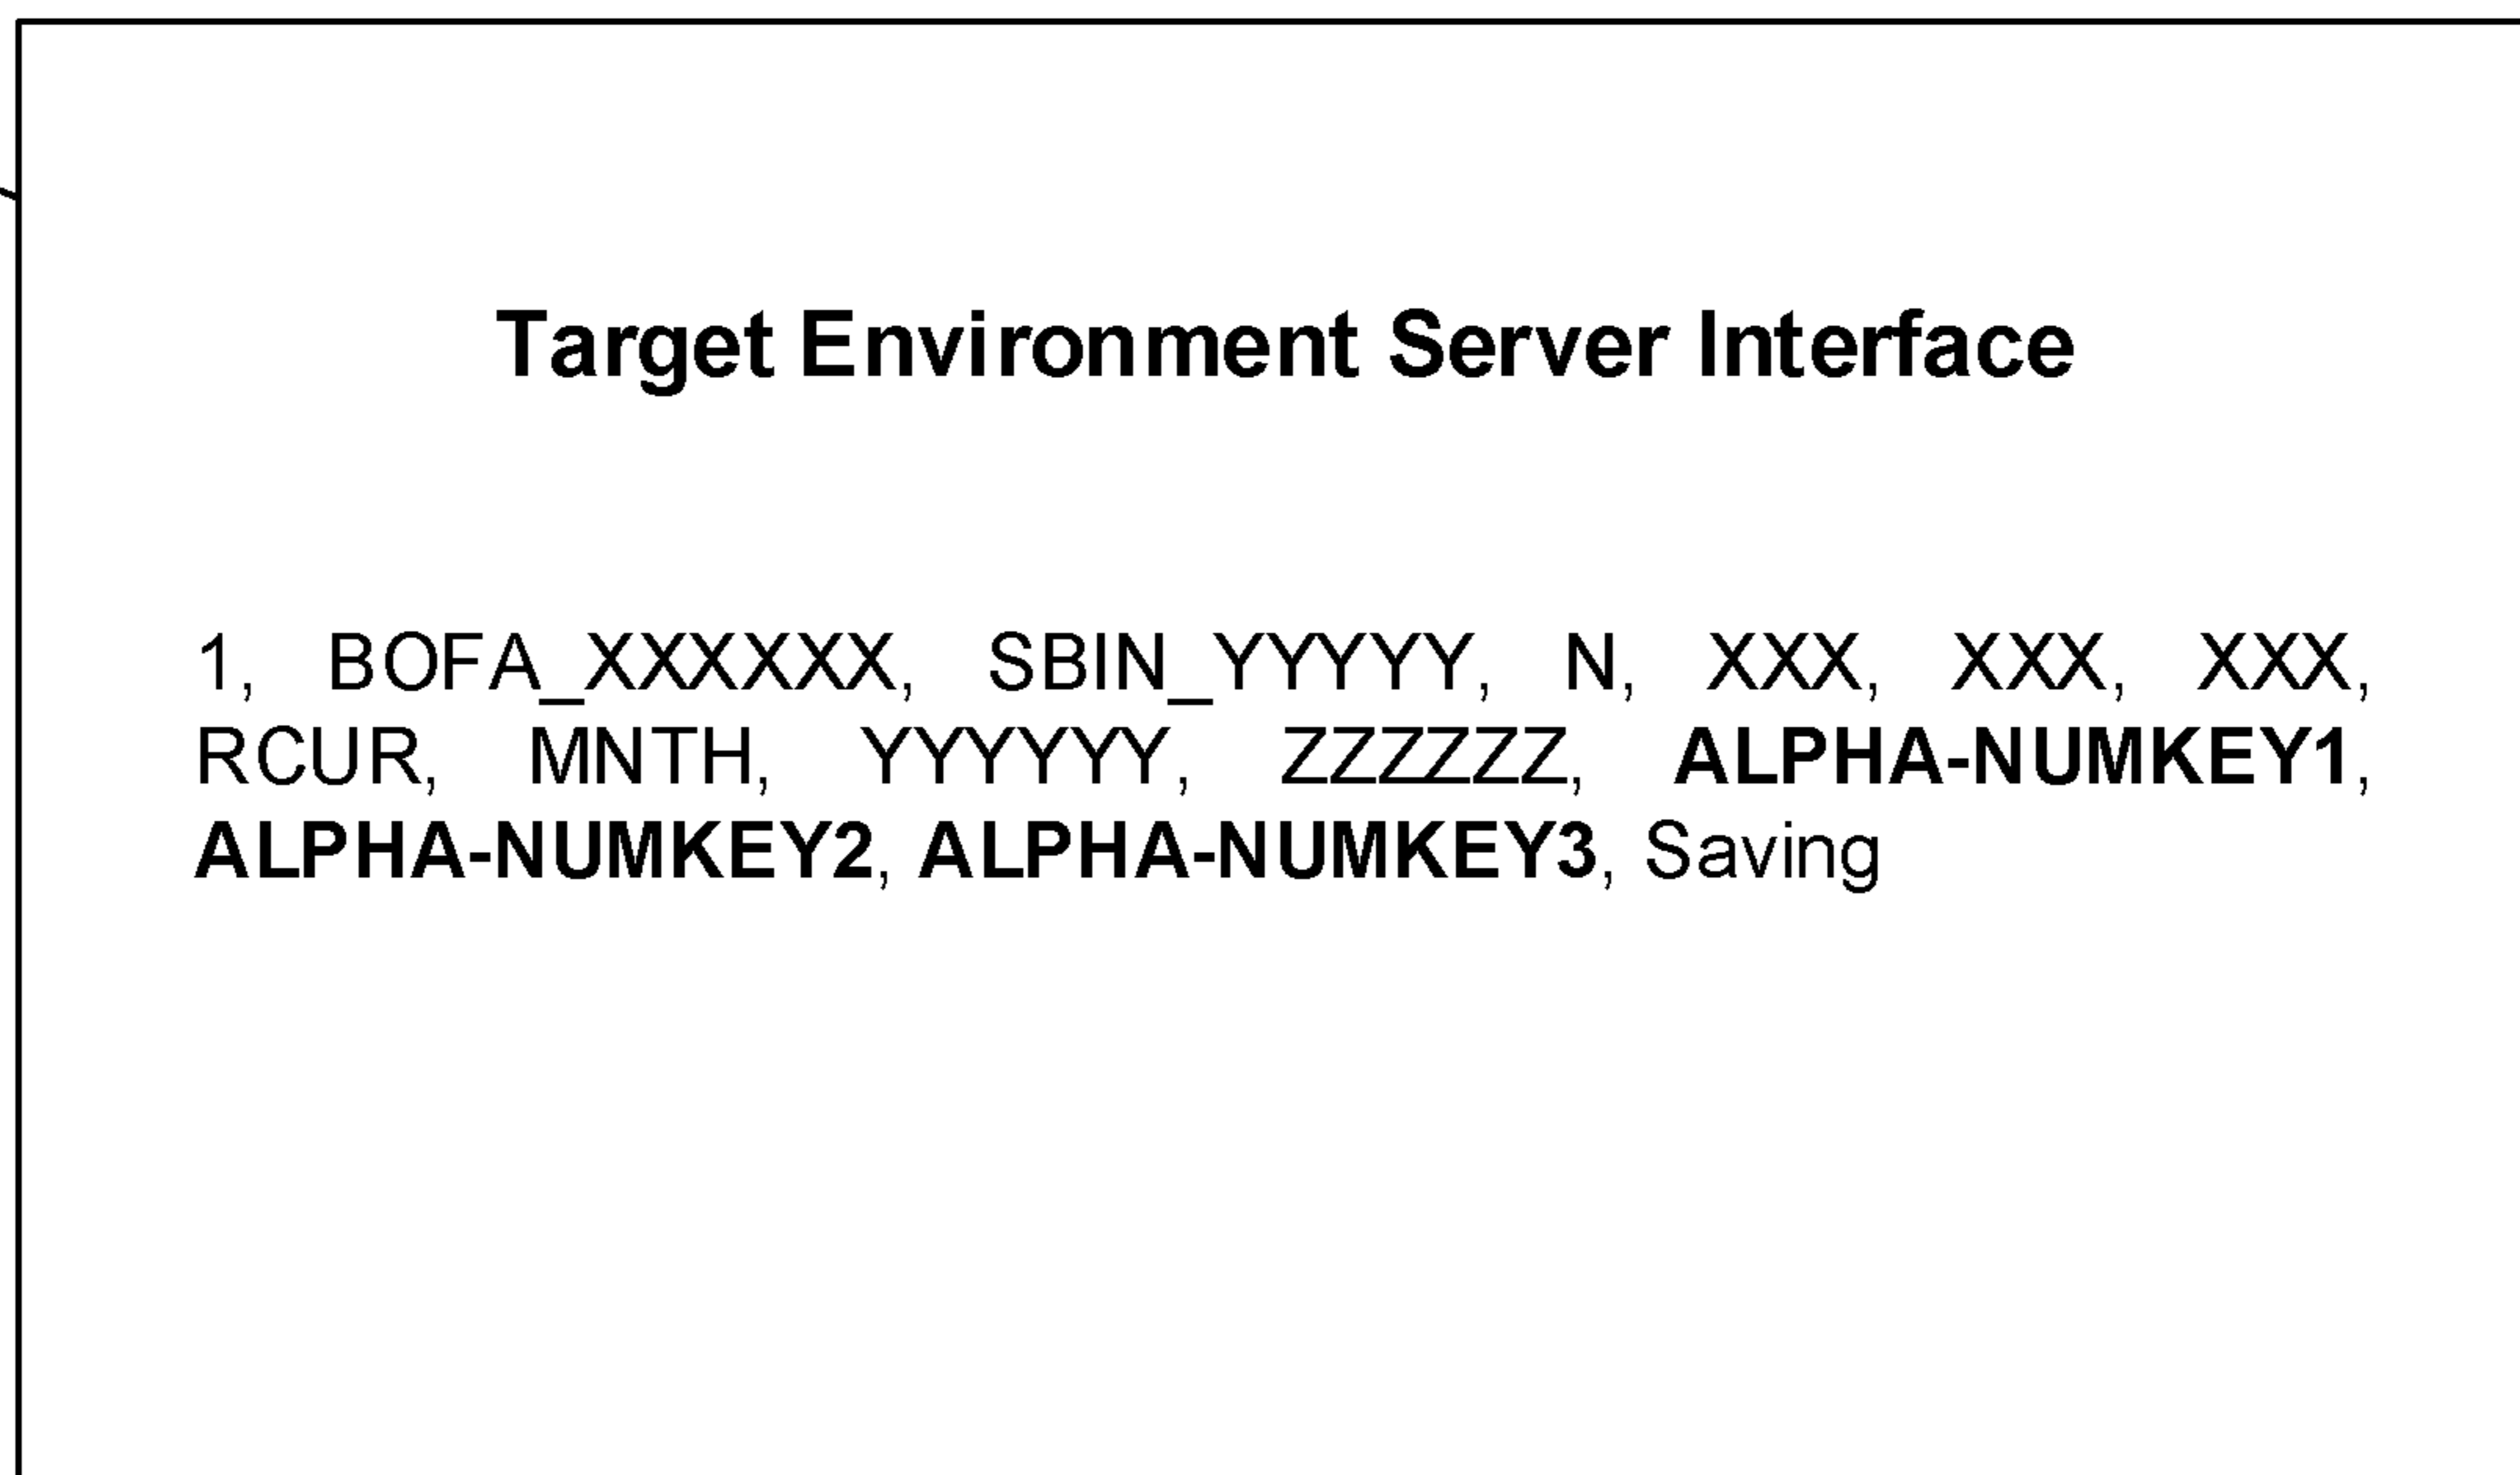 Target Environment Server Interface
1, BOFA_XXXXXX, SBIN_YYYYY, N, XXX, XXX, XXX,
RCUR, MNTH, YYYYYY, ZZZZZZ, ALPHA-NUMKEY1,
ALPHA-NUMKEY2, ALPHA-NUMKEY3, Saving